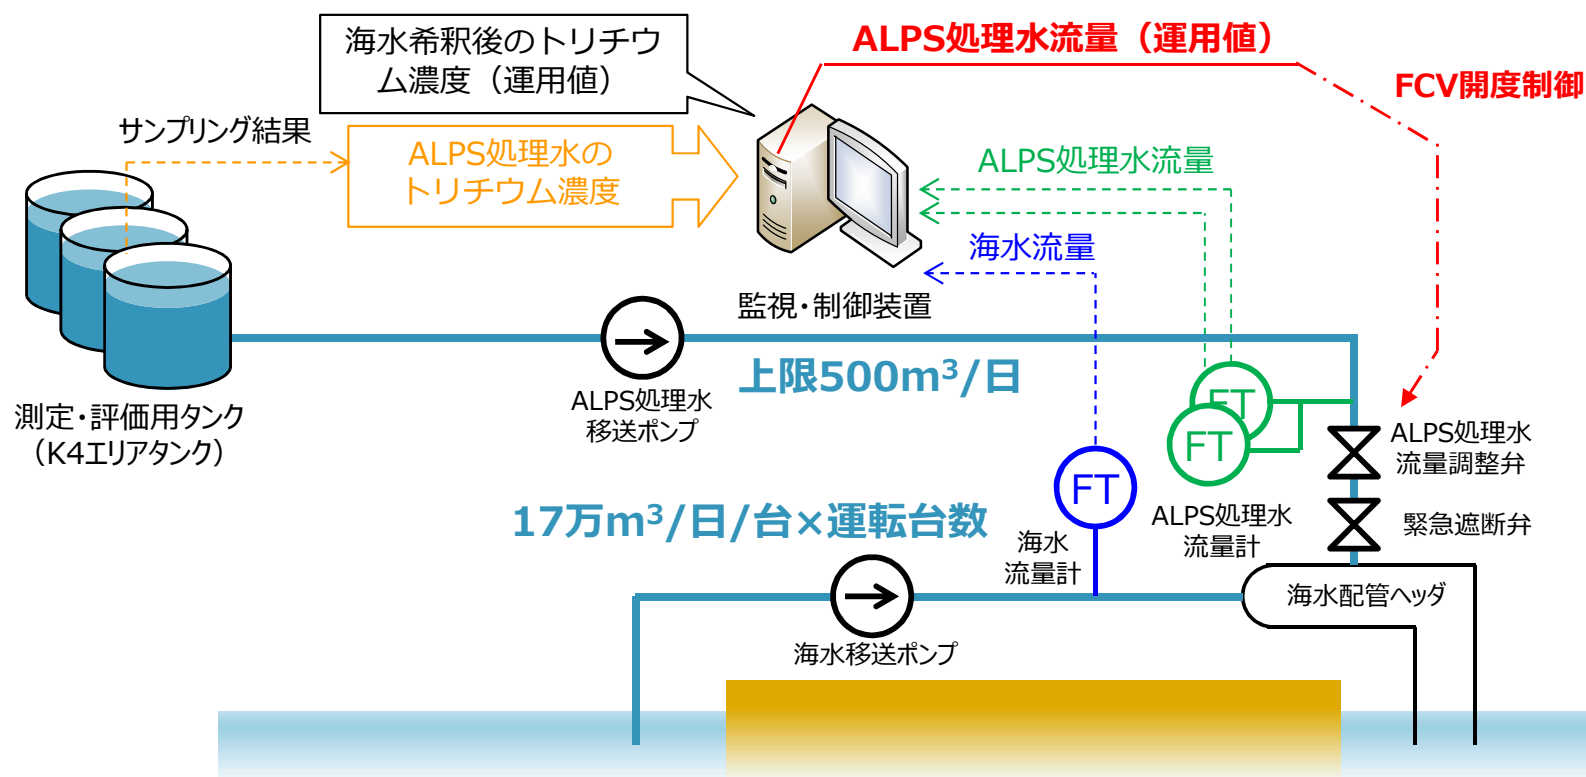 海水希釈後のトリチウ
ム濃度（運用値）
ALPS処理水流量（運用値）
FCV開度制御
サンプリング結果
ALPS処理水の
トリチウム濃度
ALPS処理水流量
海水流量
監視・制御装置
上限500m³/日
ALPS処理水
移送ポンプ
測定・評価用タンク
（K4エリアタンク）
FT
FT
ALPS処理水
流量調整弁
FT
17万m³/日/台×運転台数
ALPS処理水
流量計
緊急遮断弁
海水
流量計
海水配管ヘッダ
海水移送ポンプ